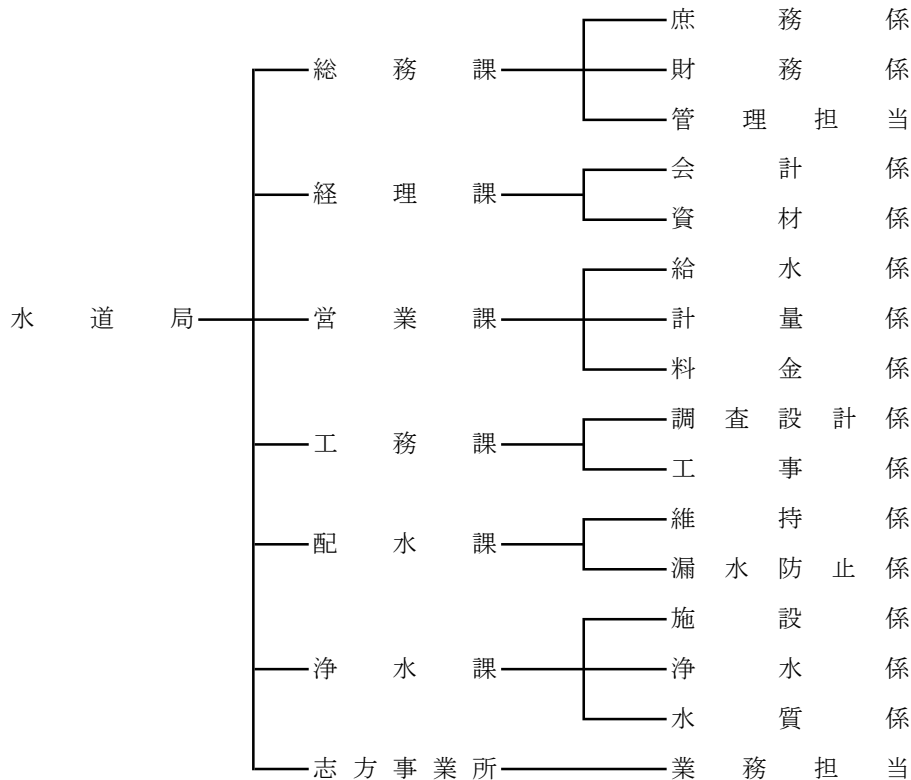 庶務係
総務課 財務係
管理担当
会計係
経理課
資材係
給水係
水道局 営業課 計量係
料金係
調査設計係
工務課
工事係
維持係
配水課
漏水防止係
施設係
浄水課 浄水係
水質係
志方事業所 業務担当